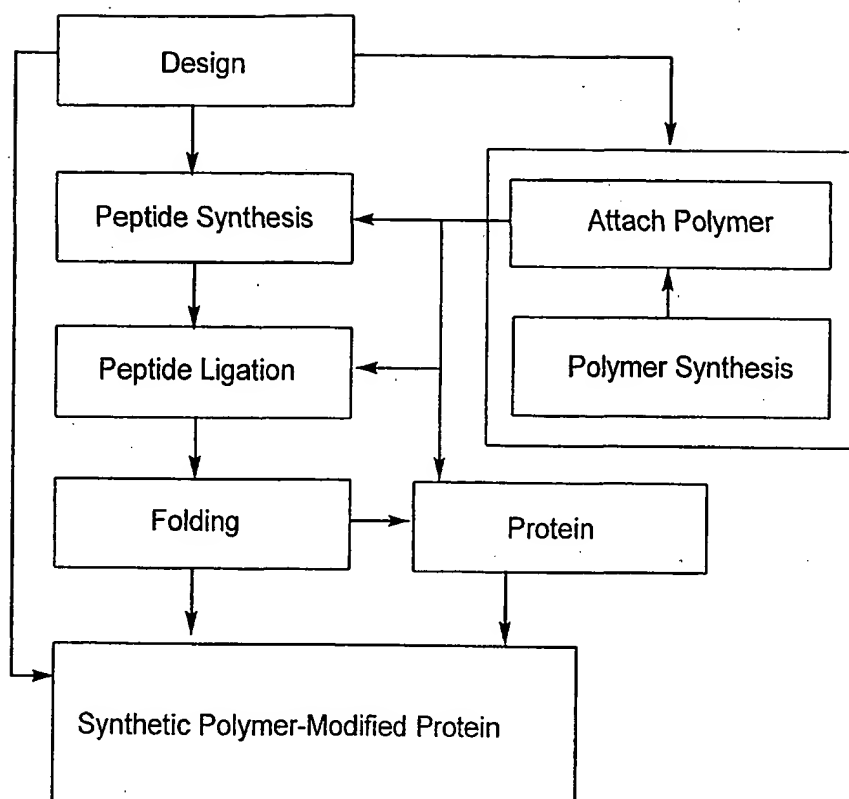 Design
Peptide Synthesis
Attach Polymer
Peptide Ligation
Polymer Synthesis
Folding
Protein
Synthetic Polymer-Modified Protein